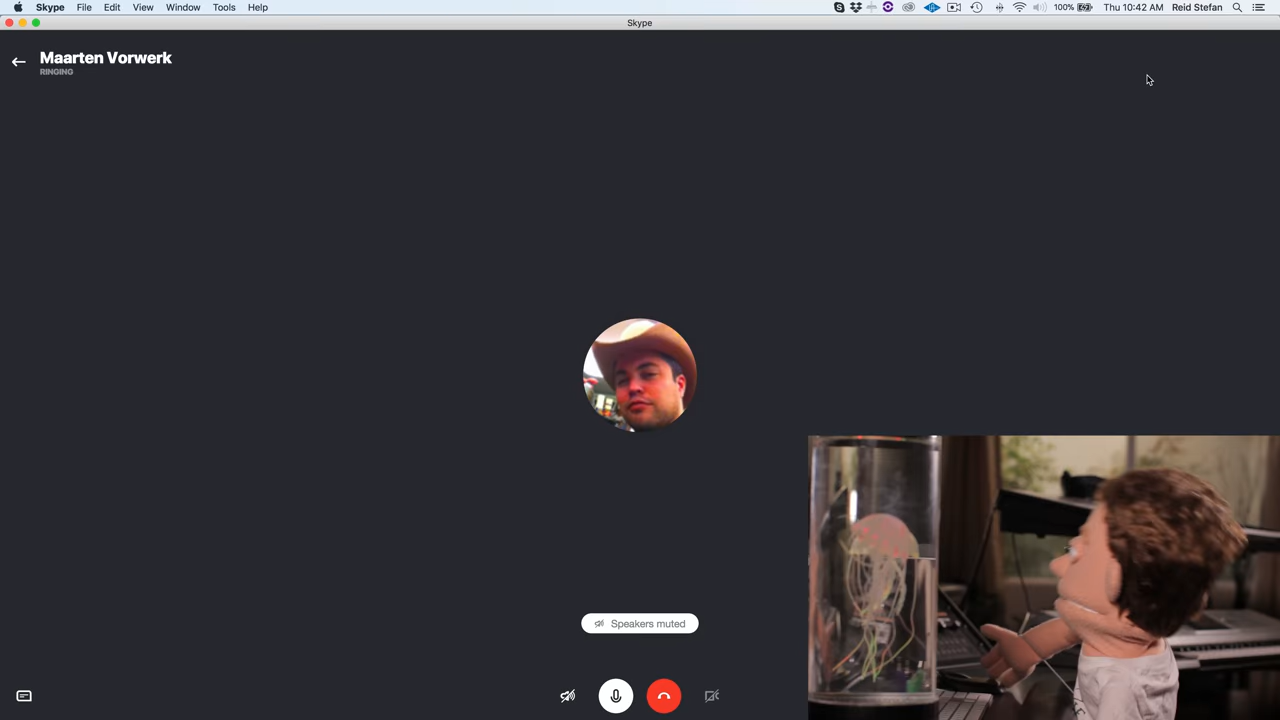 Skype File Edit View Window Tools Help 100% Thu 10:42 AM Reid Stefan
Skype
Maarten Vorwerk
RINGING
Speakers muted